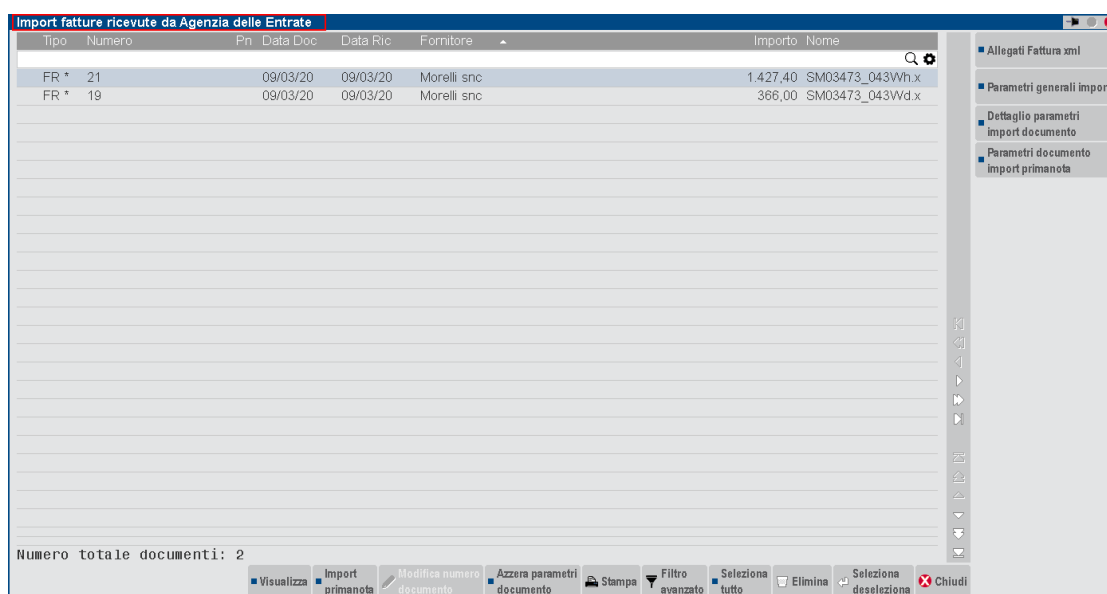 Import fatture ricevute da Agenzia delle Entrate
Tipo Numero Pn Data Doc Data Ric Fornitore Importo Nome
FR * 21 09/03/20 09/03/20 Morelli snc 1.427,40 SM03473_043Wh.x
FR * 19 09/03/20 09/03/20 Morelli snc 366,00 SM03473_043Wd.x
Allegati Fattura xml
Parametri generali impor
Dettaglio parametri
import documento
Parametri documento
import primanota
Numero totale documenti: 2
Visualizza
Import
primanota
Modifica numero
documento
Azzera parametri
documento
Stampa
Filtro
avanzato
Seleziona
tutto
Elimina
Seleziona
deseleziona
Chiudi